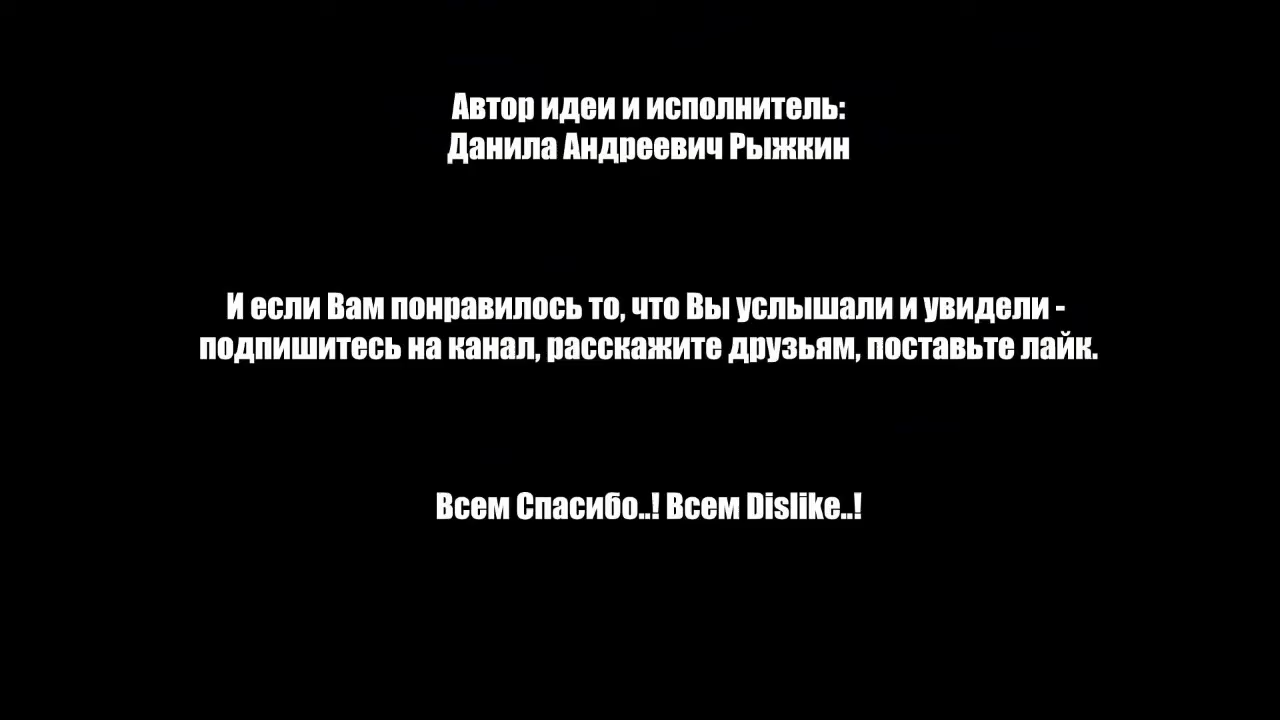 Автор идеи и исполнитель:
Данила Андреевич Рыжкин
И если Вам понравилось то, что Вы услышали и увидели -
подпишитесь на канал, расскажите друзьям, поставьте лайк.
Всем Спасибо..! Всем Dislike..!